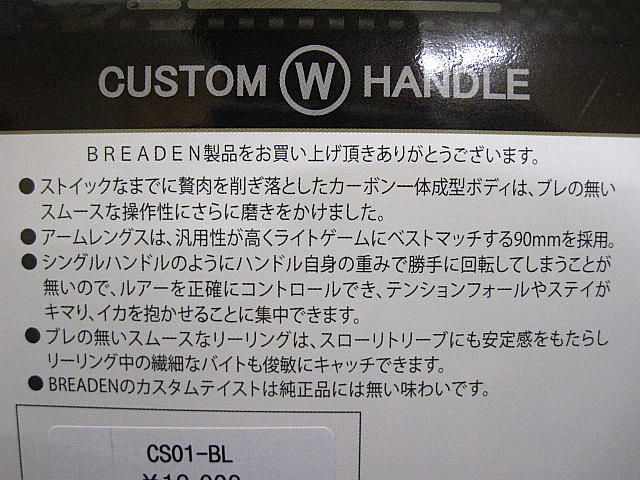 CUSTOM W HANDLE
BREADEN製品をお買い上げ頂きありがとうございます。
●ストイックなまでに贅肉を削ぎ落としたカーボン一体成型ボディは、ブレの無い
スムースな操作性にさらに磨きをかけました。
●アームレングスは、汎用性が高くライトゲームにベストマッチする90mmを採用。
●シングルハンドルのようにハンドル自身の重みで勝手に回転してしまうことが
無いので、ルアーを正確にコントロールでき、テンションフォールやステイが
キマり、イカを抱かせることに集中できます。
●ブレの無いスムースなリーリングは、スローリトリーブにも安定感をもたらし
リーリング中の繊細なバイトも俊敏にキャッチできます。
●BREADENのカスタムテイストは純正品には無い味わいです。
CS01-BL